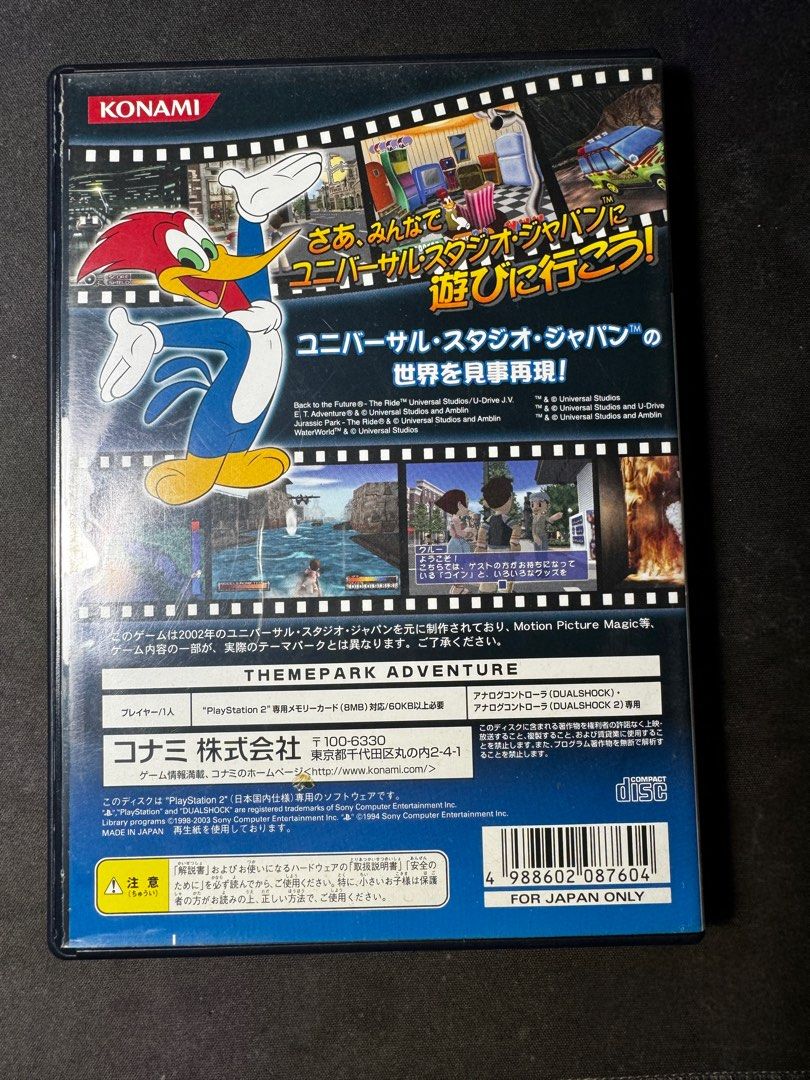 KONAMI
さあ、みんなで
ユニバーサル・スタジオ・ジャパン™に
遊びに行こう!
ユニバーサル・スタジオ・ジャパン™の
世界を見事再現!
Back to the Future® - The Ride™ Universal Studios/U-Drive J.V. ™ & © Universal Studios
E. T. Adventure® & © Universal Studios and Amblin ™ & © Universal Studios and U-Drive
Jurassic Park - The Ride® & © Universal Studios and Amblin ™ & © Universal Studios and Amblin
WaterWorld™ & © Universal Studios
クルー
ようこそ!
こちらでは、ゲストの方がお持ちになって
いる「コイン」と、いろいろなグッズを
このゲームは2002年のユニバーサル・スタジオ・ジャパンを元に制作されており、Motion Picture Magic等、
ゲーム内容の一部が、実際のテーマパークとは異なります。ご了承ください。
THEMEPARK ADVENTURE
プレイヤー/1人
"PlayStation 2"専用メモリーカード(8MB)対応/60KB以上必要
アナログコントローラ(DUALSHOCK)・
アナログコントローラ(DUALSHOCK 2)専用
コナミ 株式会社 〒100-6330
東京都千代田区丸の内2-4-1
ゲーム情報満載、コナミのホームページ<http://www.konami.com/>
このディスクに含まれる著作物を権利者の許諾なく上映・
放送すること、複製すること、および賃貸業に使用するこ
とを禁止します。また、プログラム著作物を無断で解析す
ることを禁止します。
COMPACT
disc
このディスクは "PlayStation 2"(日本国内仕様)専用のソフトウェアです。
"PlayStation" and "DUALSHOCK" are registered trademarks of Sony Computer Entertainment Inc.
Library programs ©1998-2003 Sony Computer Entertainment Inc. ©1994 Sony Computer Entertainment Inc.
MADE IN JAPAN 再生紙を使用しております。
注意
(ちゅうい)
「解説書」およびお使いになるハードウェアの「取扱説明書」「安全の
ために」を必ず読んでから、ご使用ください。特に、小さいお子様は保護
者の方がお読みの上、正しい方法で、ご使用ください。
4 988602 087604
FOR JAPAN ONLY